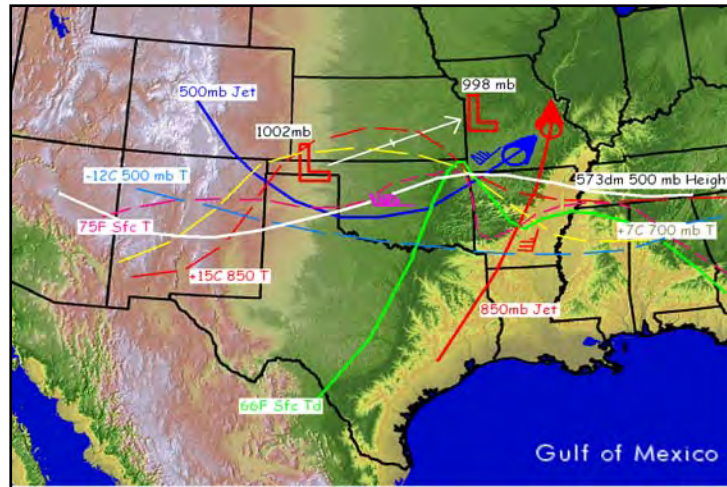 998 mb
500mb Jet
1002mb
-12C 500 mb T
573dm 500 mb Height
75F Sfc T
+7C 700 mb T
+15C 850 T
850mb Jet
66F Sfc Td
Gulf of Mexico